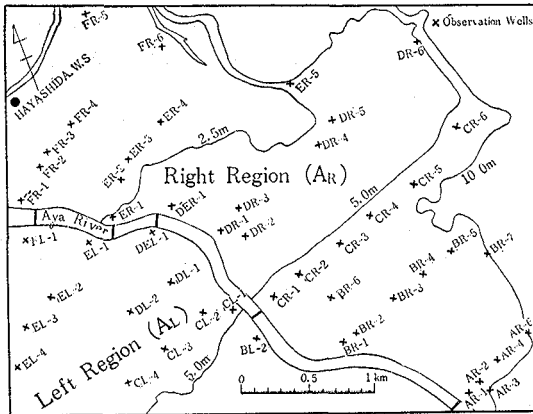 FR-5
Observation Wells
FR-6
DR-6
ER-5
HAYASHIDA W.S.
FR-4
FR-3
ER-4
DR-5
CR-6
FR-2
ER-3
2.5m
DR-4
ER-2
Right Region (AR)
5.0m
CR-5
10.0m
FR-1
ER-1
DER-1
DR-3
CR-4
Aya River
DR-1
DR-2
EL-1
DEL-1
CR-3
BR-5
BR-7
CR-2
BR-4
DL-1
EL-2
CR-1
BR-6
BR-3
DL-2
CL-1
EL-3
CL-2
Left Region (AL)
BR-2
AR-6
CL-3
BL-2
BR-1
AR-4
EL-4
5.0m
AR-2
CL-4
0 0.5 1 km
AR-1
AR-3